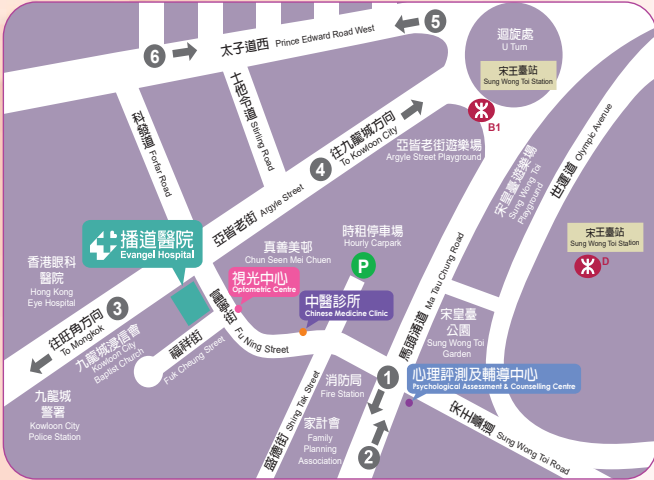 迴旋處
U Turn
宋王臺站
Sung Wong Toi Station
B1
5
太子道西 Prince Edward Road West
6
科發道 Forfar Road
士他令道 Stirling Road
往九龍城方向
To Kowloon City
4
亞皆老街遊樂場
Argyle Street Playground
宋皇臺遊樂場
Sung Wong Toi
Playground
世運道 Olympic Avenue
宋王臺站
Sung Wong Toi Station
D
亞皆老街 Argyle Street
播道醫院
Evangel Hospital
真善美邨
Chun Seen Mei Chuen
時租停車場
Hourly Carpark
P
視光中心
Optometric Centre
中醫診所
Chinese Medicine Clinic
香港眼科
醫院
Hong Kong
Eye Hospital
3
往旺角方向
To Mongkok
九龍城浸信會
Kowloon City
Baptist Church
福祥街
Fuk Cheung Street
富寧街 Fu Ning Street
馬頭涌道 Ma Tau Chung Road
宋皇臺
公園
Sung Wong Toi
Garden
九龍城
警署
Kowloon City
Police Station
消防局
Fire Station
1
心理評測及輔導中心
Psychological Assessment & Counselling Centre
盛德街 Shing Tak Street
家計會
Family
Planning
Association
2
宋王臺道 Sung Wong Toi Road